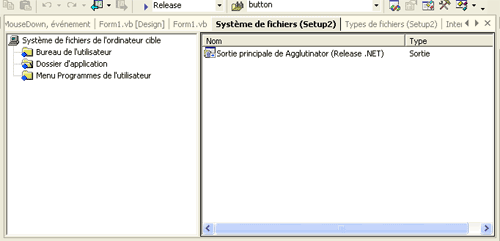 Release button
MouseDown, événement Form1.vb [Design] Form1.vb Système de fichiers (Setup2) Types de fichiers (Setup2)
Système de fichiers de l'ordinateur cible
Bureau de l'utilisateur
Dossier d'application
Menu Programmes de l'utilisateur
Nom Type
Sortie principale de Agglutinator (Release .NET) Sortie